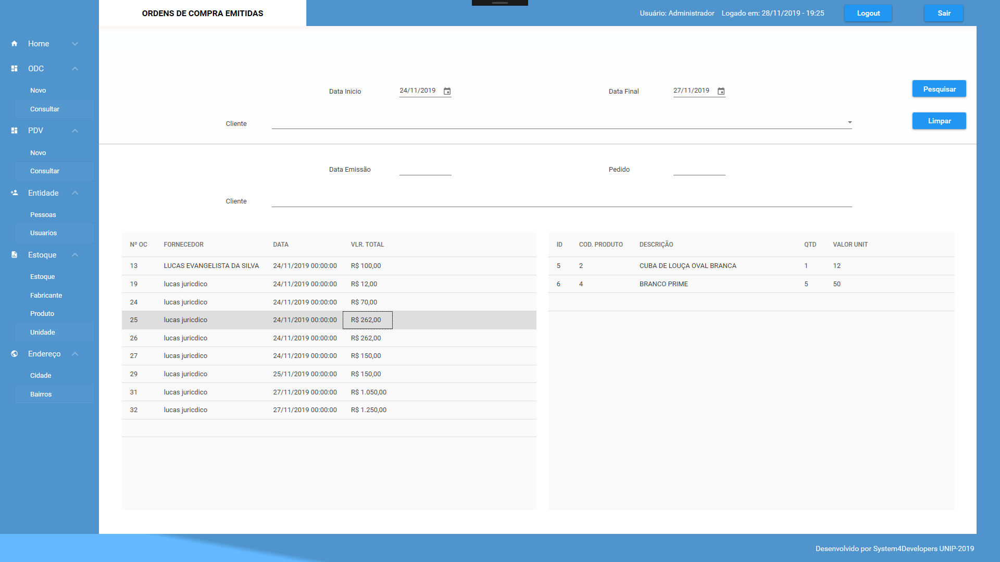 ORDENS DE COMPRA EMITIDAS
Usuário: Administrador Logado em: 28/11/2019 - 19:25 Logout Sair
Home
ODC
Novo
Consultar
PDV
Novo
Consultar
Entidade
Pessoas
Usuarios
Estoque
Estoque
Fabricante
Produto
Unidade
Endereço
Cidade
Bairros
Data Inicio 24/11/2019 Data Final 27/11/2019 Pesquisar
Cliente Limpar
Data Emissão Pedido
Cliente
Nº OC FORNECEDOR DATA VLR. TOTAL
13 LUCAS EVANGELISTA DA SILVA 24/11/2019 00:00:00 R$ 100,00
19 lucas juricdico 24/11/2019 00:00:00 R$ 12,00
24 lucas juricdico 24/11/2019 00:00:00 R$ 70,00
25 lucas juricdico 24/11/2019 00:00:00 R$ 262,00
26 lucas juricdico 24/11/2019 00:00:00 R$ 262,00
27 lucas juricdico 24/11/2019 00:00:00 R$ 150,00
29 lucas juricdico 25/11/2019 00:00:00 R$ 150,00
31 lucas juricdico 27/11/2019 00:00:00 R$ 1.050,00
32 lucas juricdico 27/11/2019 00:00:00 R$ 1.250,00
ID COD. PRODUTO DESCRIÇÃO QTD VALOR UNIT
5 2 CUBA DE LOUÇA OVAL BRANCA 1 12
6 4 BRANCO PRIME 5 50
Desenvolvido por System4Developers UNIP-2019